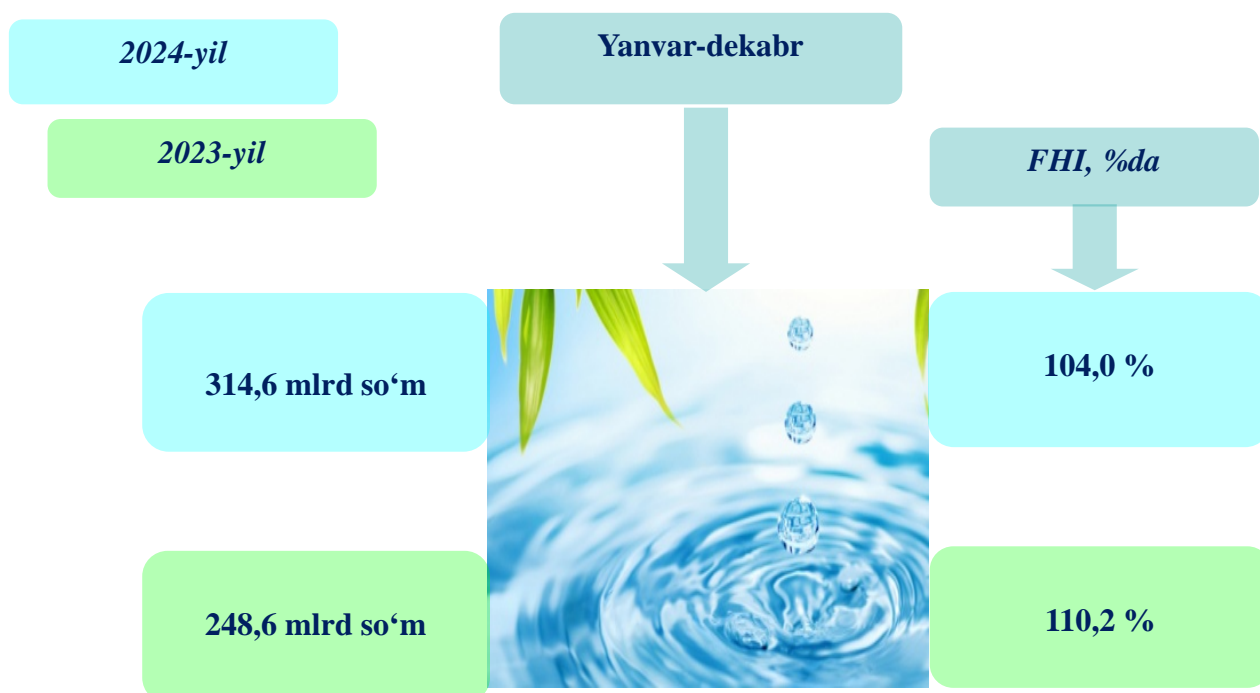 2024-yil
Yanvar-dekabr
2023-yil
FHI, %da
314,6 mlrd so‘m
104,0 %
248,6 mlrd so‘m
110,2 %